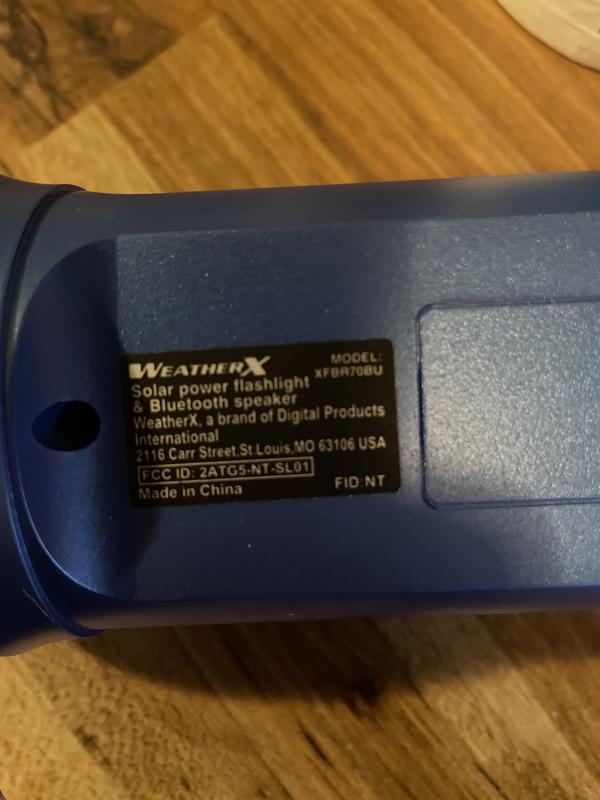 WEATHERX
MODEL:
XFBR70BU
Solar power flashlight
& Bluetooth speaker
WeatherX, a brand of Digital Products
International
2116 Carr Street,St Louis,MO 63106 USA
FCC ID: 2ATG5-NT-SL01
Made in China
FID:NT